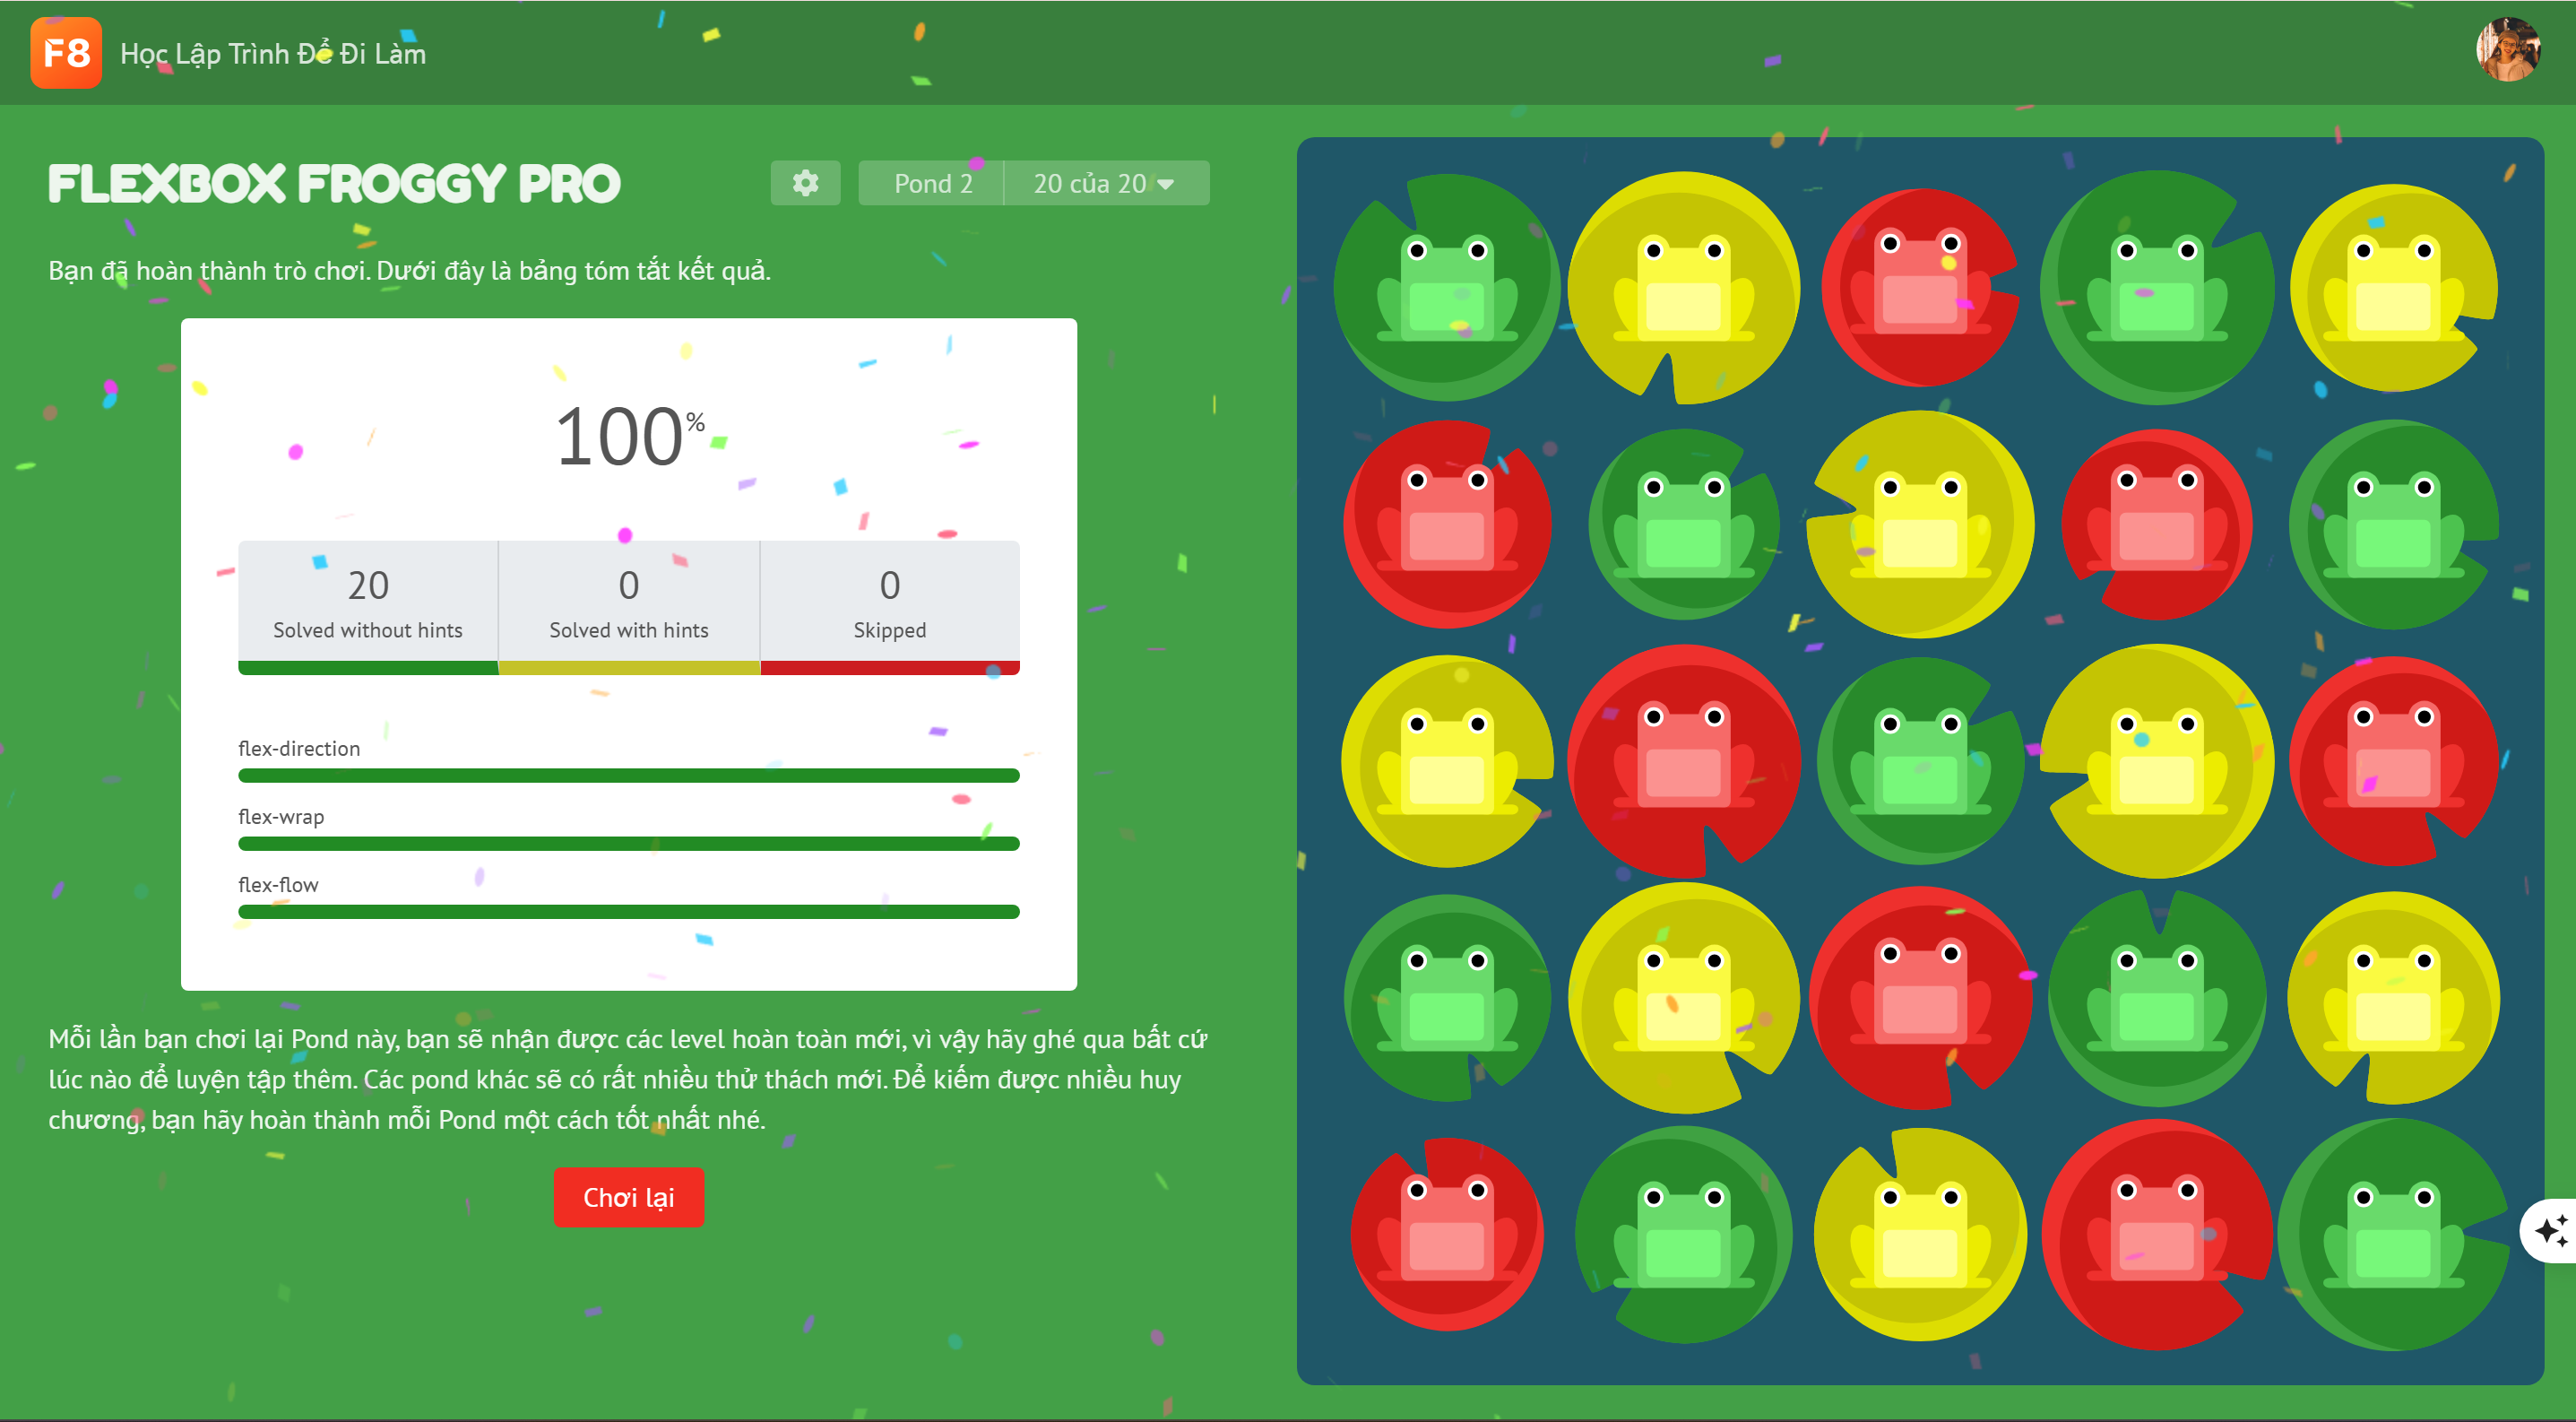 F8 Học Lập Trình Để Đi Làm
FLEXBOX FROGGY PRO
Pond 2
20 của 20
Bạn đã hoàn thành trò chơi. Dưới đây là bảng tóm tắt kết quả.
100%
20
Solved without hints
0
Solved with hints
0
Skipped
flex-direction
flex-wrap
flex-flow
Mỗi lần bạn chơi lại Pond này, bạn sẽ nhận được các level hoàn toàn mới, vì vậy hãy ghé qua bất cứ
lúc nào để luyện tập thêm. Các pond khác sẽ có rất nhiều thử thách mới. Để kiếm được nhiều huy
chương, bạn hãy hoàn thành mỗi Pond một cách tốt nhất nhé.
Chơi lại